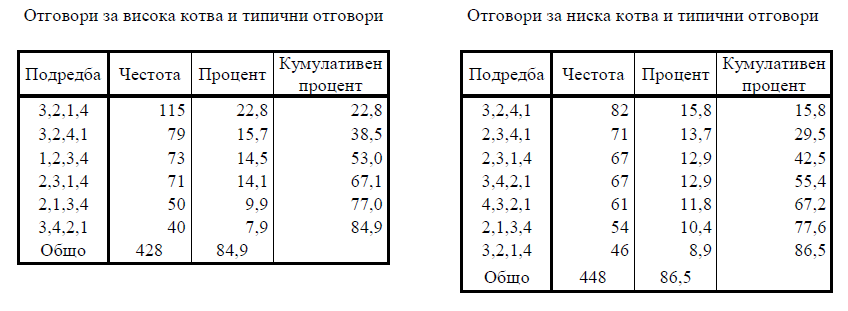 Отговори за висока котва и типични отговори
Подредба Честота Процент Кумулативен процент
3,2,1,4 115 22,8 22,8
3,2,4,1 79 15,7 38,5
1,2,3,4 73 14,5 53,0
2,3,1,4 71 14,1 67,1
2,1,3,4 50 9,9 77,0
3,4,2,1 40 7,9 84,9
Общо 428 84,9
Отговори за ниска котва и типични отговори
Подредба Честота Процент Кумулативен процент
3,2,4,1 82 15,8 15,8
2,3,4,1 71 13,7 29,5
2,3,1,4 67 12,9 42,5
3,4,2,1 67 12,9 55,4
4,3,2,1 61 11,8 67,2
2,1,3,4 54 10,4 77,6
3,2,1,4 46 8,9 86,5
Общо 448 86,5